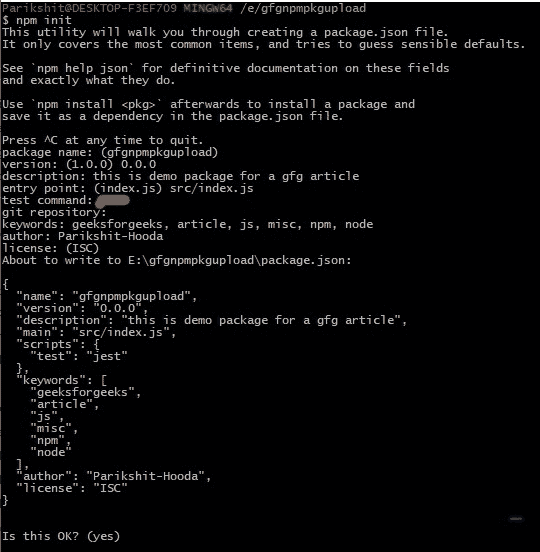 Parikshit@DESKTOP-F3EF7O9 MINGW64 /e/gfgnpmpkgupload
$ npm init
This utility will walk you through creating a package.json file.
It only covers the most common items, and tries to guess sensible defaults.
See `npm help json` for definitive documentation on these fields
and exactly what they do.
Use `npm install <pkg>` afterwards to install a package and
save it as a dependency in the package.json file.
Press ^C at any time to quit.
package name: (gfgnpmpkgupload)
version: (1.0.0) 0.0.0
description: this is demo package for a gfg article
entry point: (index.js) src/index.js
test command:
git repository:
keywords: geeksforgeeks, article, js, misc, npm, node
author: Parikshit-Hooda
license: (ISC)
About to write to E:\gfgnpmpkgupload\package.json:
{
  "name": "gfgnpmpkgupload",
  "version": "0.0.0",
  "description": "this is demo package for a gfg article",
  "main": "src/index.js",
  "scripts": {
    "test": "jest"
  },
  "keywords": [
    "geeksforgeeks",
    "article",
    "js",
    "misc",
    "npm",
    "node"
  ],
  "author": "Parikshit-Hooda",
  "license": "ISC"
}
Is this OK? (yes)